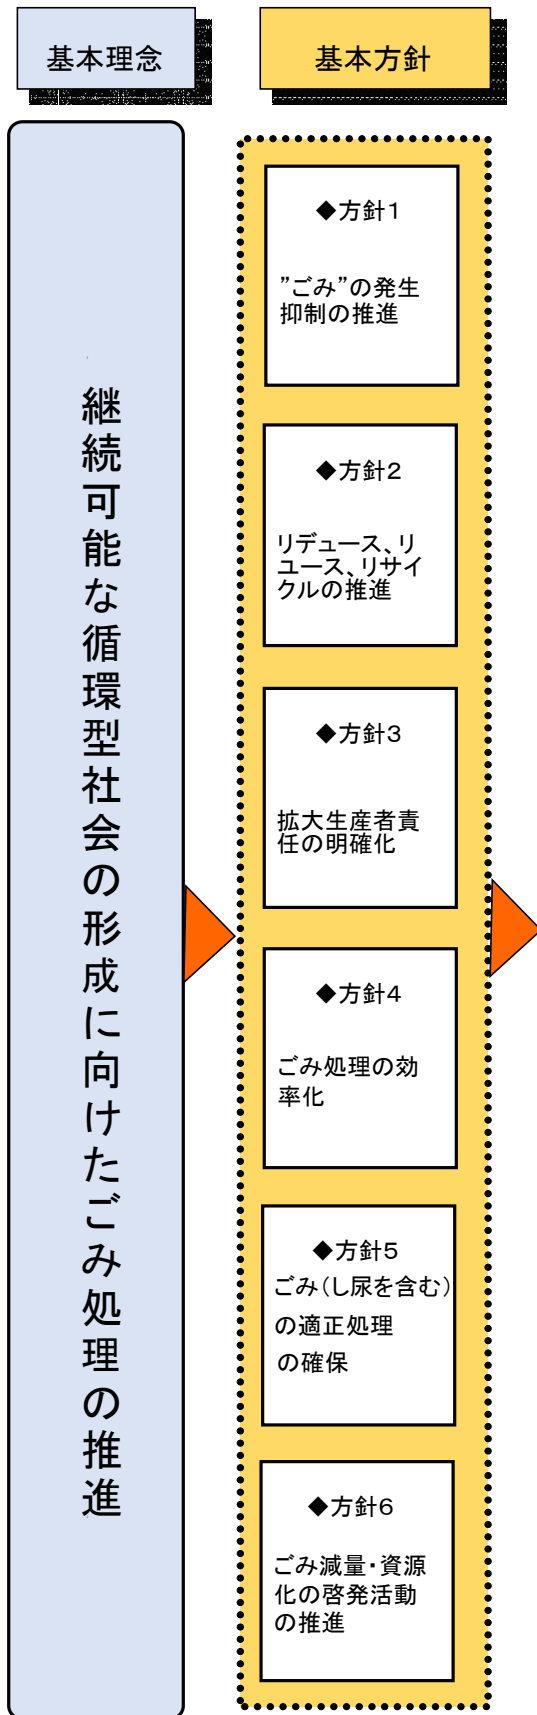 基本理念
基本方針
継続可能な循環型社会の形成に向けたごみ処理の推進
◆方針1
”ごみ”の発生
抑制の推進
◆方針2
リデュース、リ
ユース、リサイ
クルの推進
◆方針3
拡大生産者責
任の明確化
◆方針4
ごみ処理の効
率化
◆方針5
ごみ(し尿を含む)
の適正処理
の確保
◆方針6
ごみ減量・資源
化の啓発活動
の推進